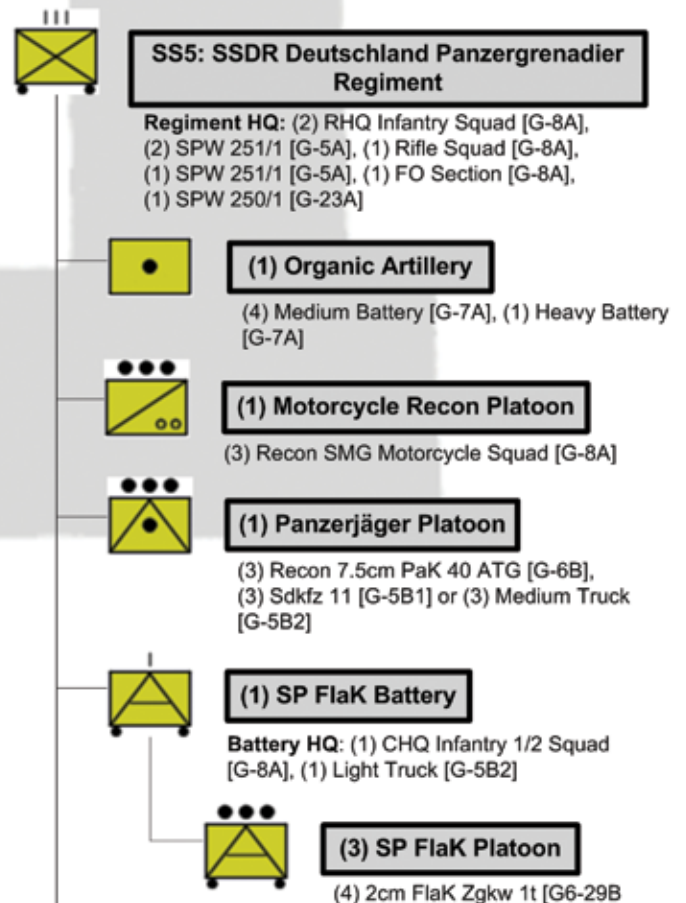 SS5: SSDR Deutschland Panzergrenadier
Regiment
Regiment HQ: (2) RHQ Infantry Squad [G-8A],
(2) SPW 251/1 [G-5A], (1) Rifle Squad [G-8A],
(1) SPW 251/1 [G-5A], (1) FO Section [G-8A],
(1) SPW 250/1 [G-23A]
(1) Organic Artillery
(4) Medium Battery [G-7A], (1) Heavy Battery
[G-7A]
(1) Motorcycle Recon Platoon
(3) Recon SMG Motorcycle Squad [G-8A]
(1) Panzerjäger Platoon
(3) Recon 7.5cm PaK 40 ATG [G-6B],
(3) Sdkfz 11 [G-5B1] or (3) Medium Truck
[G-5B2]
(1) SP FlaK Battery
Battery HQ: (1) CHQ Infantry 1/2 Squad
[G-8A], (1) Light Truck [G-5B2]
(3) SP FlaK Platoon
(4) 2cm FlaK Zgkw 1t [G6-29B